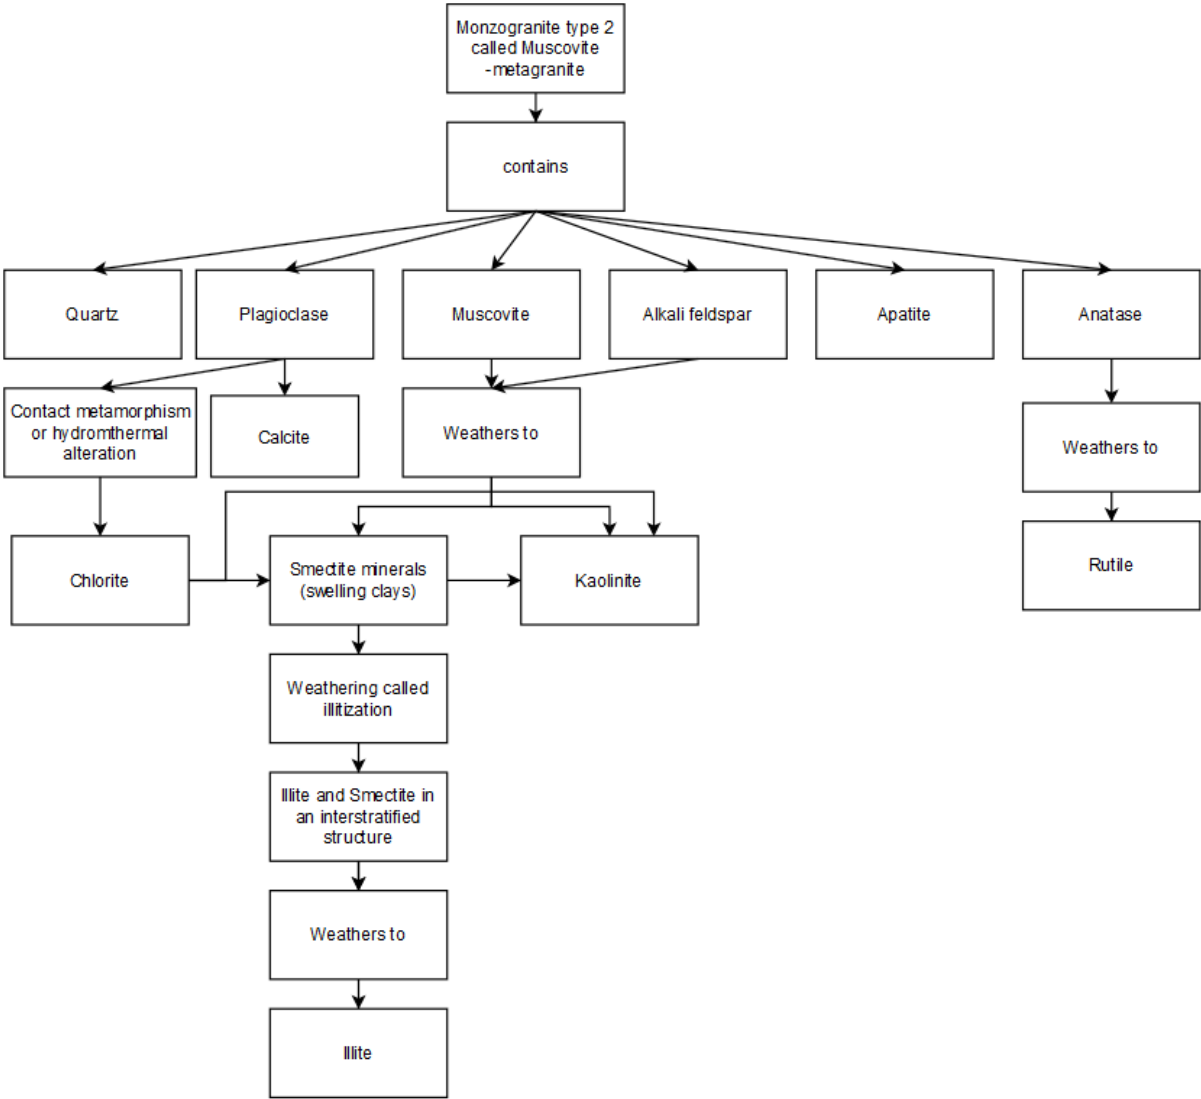 Monzogranite type 2
called Muscovite
-metagranite
contains
Quartz
Plagioclase
Muscovite
Alkali feldspar
Apatite
Anatase
Contact metamorphism
or hydromthermal
alteration
Calcite
Weathers to
Weathers to
Chlorite
Smectite minerals
(swelling clays)
Kaolinite
Rutile
Weathering called
illitization
Illite and Smectite in
an interstratified
structure
Weathers to
Illite